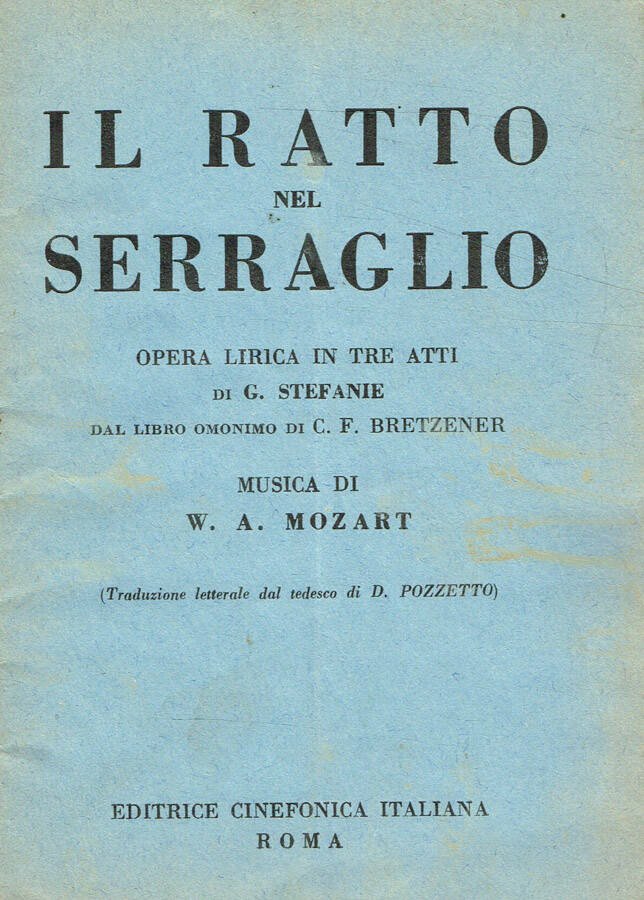 IL RATTO
NEL
SERRAGLIO
OPERA LIRICA IN TRE ATTI
DI G. STEFANIE
DAL LIBRO OMONIMO DI C. F. BRETZENER
MUSICA DI
W. A. MOZART
(Traduzione letterale dal tedesco di D. POZZETTO)
EDITRICE CINEFONICA ITALIANA
ROMA